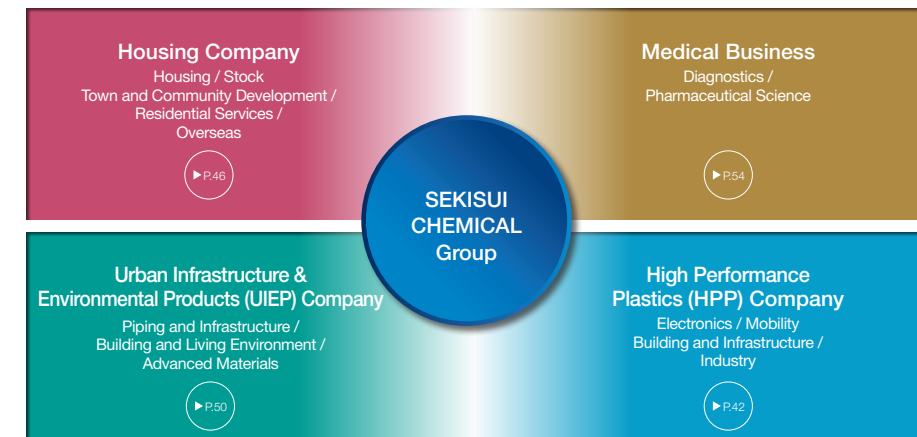 Housing Company
Housing / Stock
Town and Community Development /
Residential Services /
Overseas
▶P.46
Medical Business
Diagnostics /
Pharmaceutical Science
▶P.54
SEKISUI
CHEMICAL
Group
Urban Infrastructure &
Environmental Products (UIEP) Company
Piping and Infrastructure /
Building and Living Environment /
Advanced Materials
▶P.50
High Performance
Plastics (HPP) Company
Electronics / Mobility
Building and Infrastructure /
Industry
▶P.42